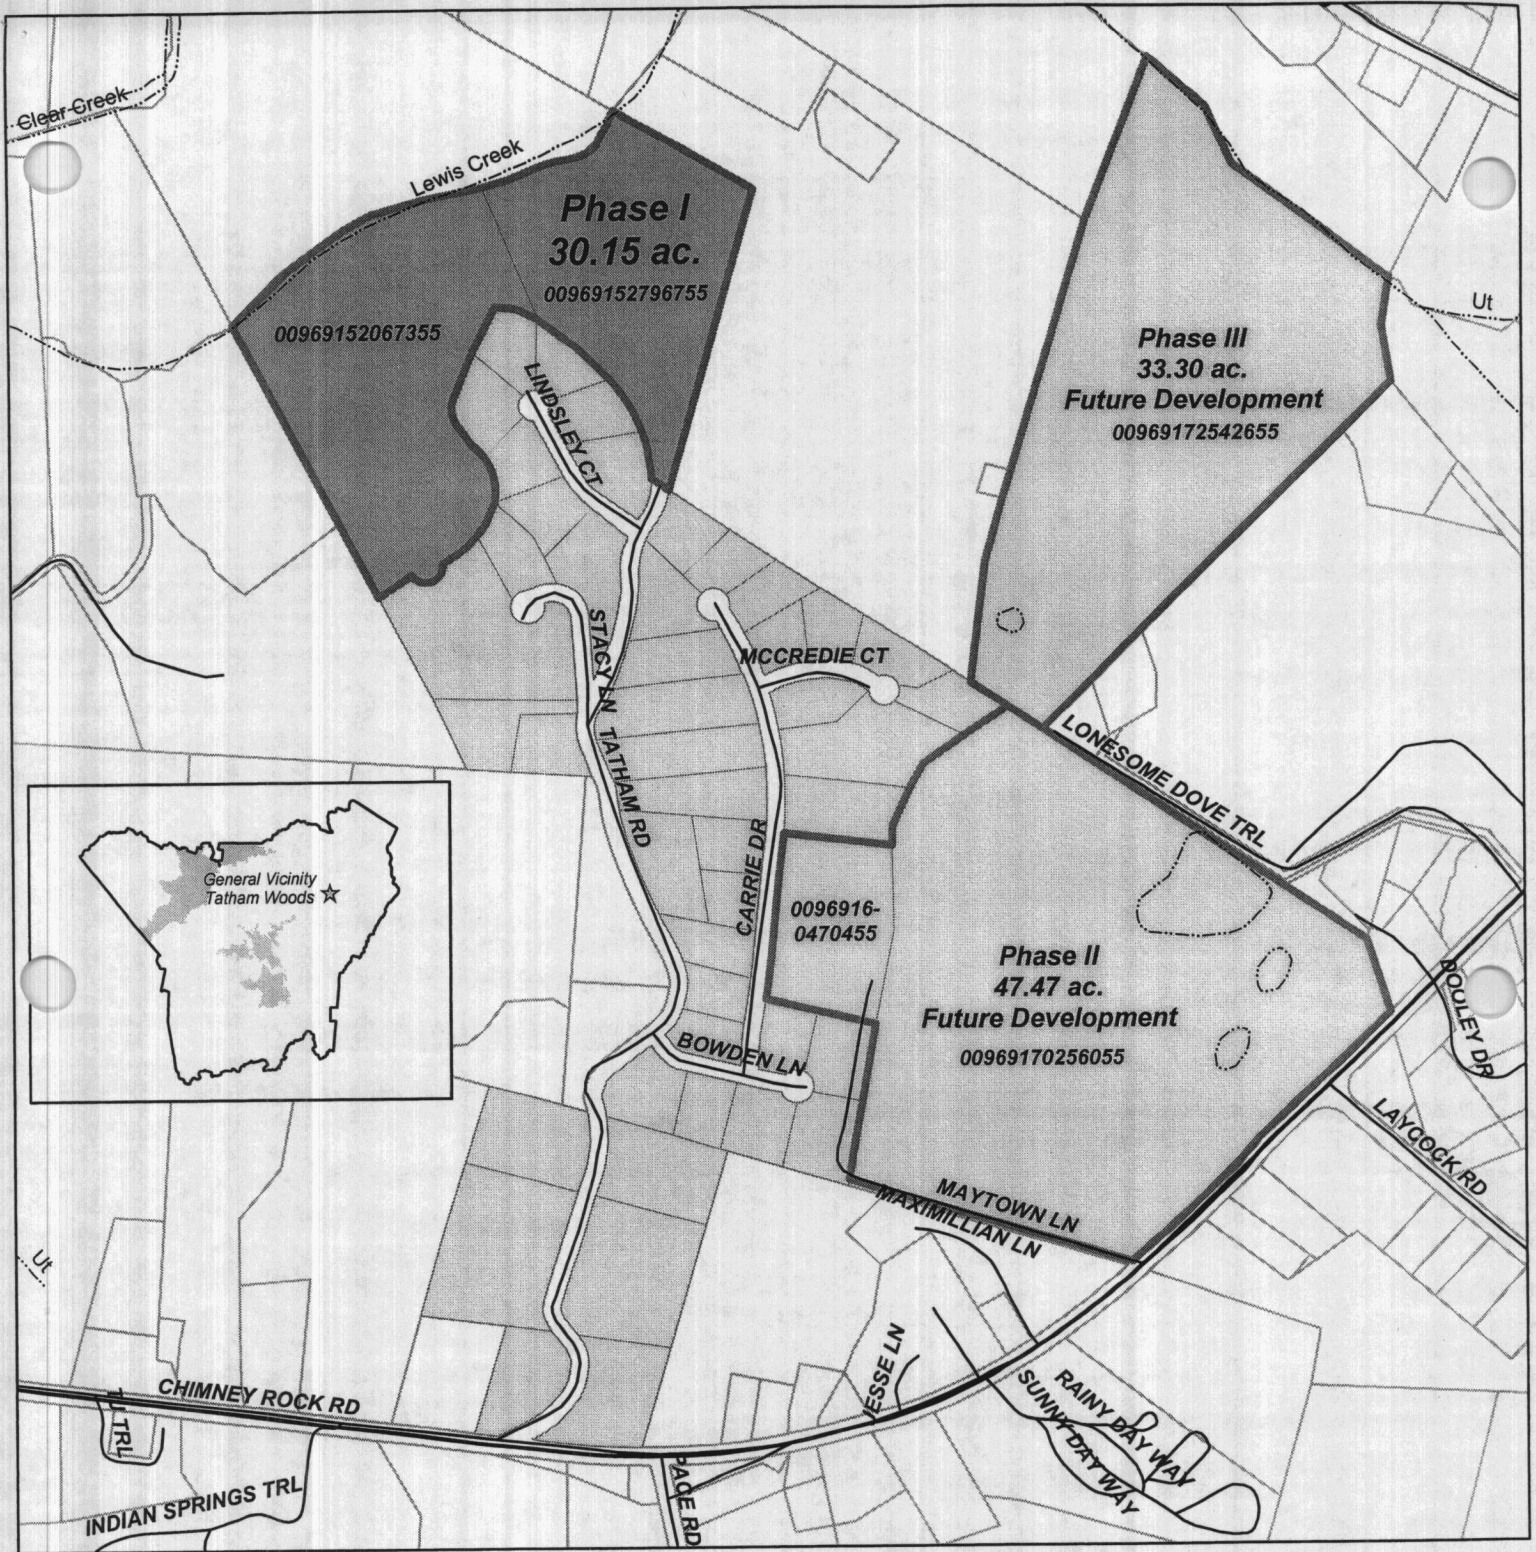 Clear Creek
Lewis Creek
Phase I
30.15 ac.
00969152796755
00969152067355
LINDSLEY CT
Phase III
33.30 ac.
Future Development
00969172542655
Ut
STACY LN
MCCREDIE CT
TATHAM RD
LONESOME DOVE TRL
CARRIE DR
General Vicinity
Tatham Woods
0096916-
0470455
Phase II
47.47 ac.
Future Development
00969170256055
BOWDEN LN
DOOLEY DR
LAYCOCK RD
MAYTOWN LN
MAXIMILLIAN LN
Ut
CHIMNEY ROCK RD
TRL
INDIAN SPRINGS TRL
PACE RD
JESSE LN
RAINY DAY WAY
SUNNY DAY WAY